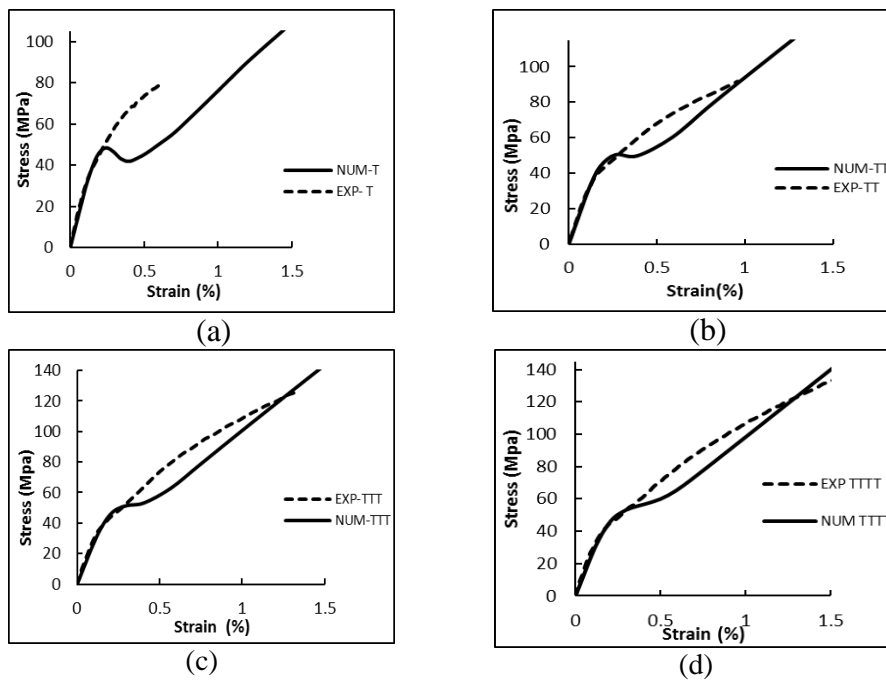 100
80
60
40
20
0
Stress (MPa)
0
0.5
1
1.5
Strain (%)
NUM-T
EXP- T
(a)
100
80
60
40
20
0
Stress (Mpa)
0
0.5
1
1.5
Strain(%)
NUM-TT
EXP-TT
(b)
140
120
100
80
60
40
20
0
Stress (Mpa)
0
0.5
1
1.5
Strain (%)
EXP-TTT
NUM-TTT
(c)
140
120
100
80
60
40
20
0
Stress (Mpa)
0
0.5
1
1.5
Strain (%)
EXP TTTT
NUM TTTT
(d)